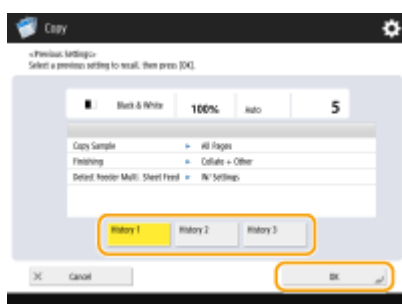 Copy
<Previous Settings>
Select a previous setting to recall, then press [OK].
Black & White 100% Auto 5
Copy Sample ► All Pages
Finishing ► Collate + Other
Detect Feeder Multi. Sheet Feed ► W/ Settings
History 1 History 2 History 3
Cancel OK